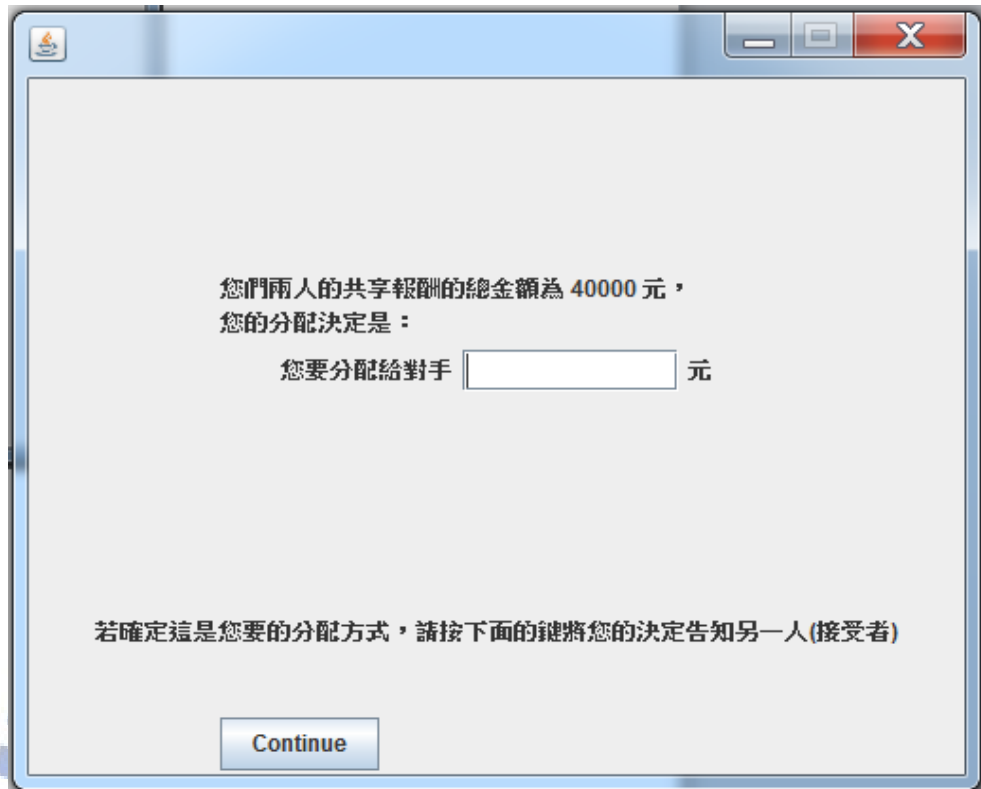 您們兩人的共享報酬的總金額為 40000 元，
您的分配決定是：
您要分配給對手 元
若確定這是您要的分配方式，請按下面的鍵將您的決定告知另一人(接受者)
Continue